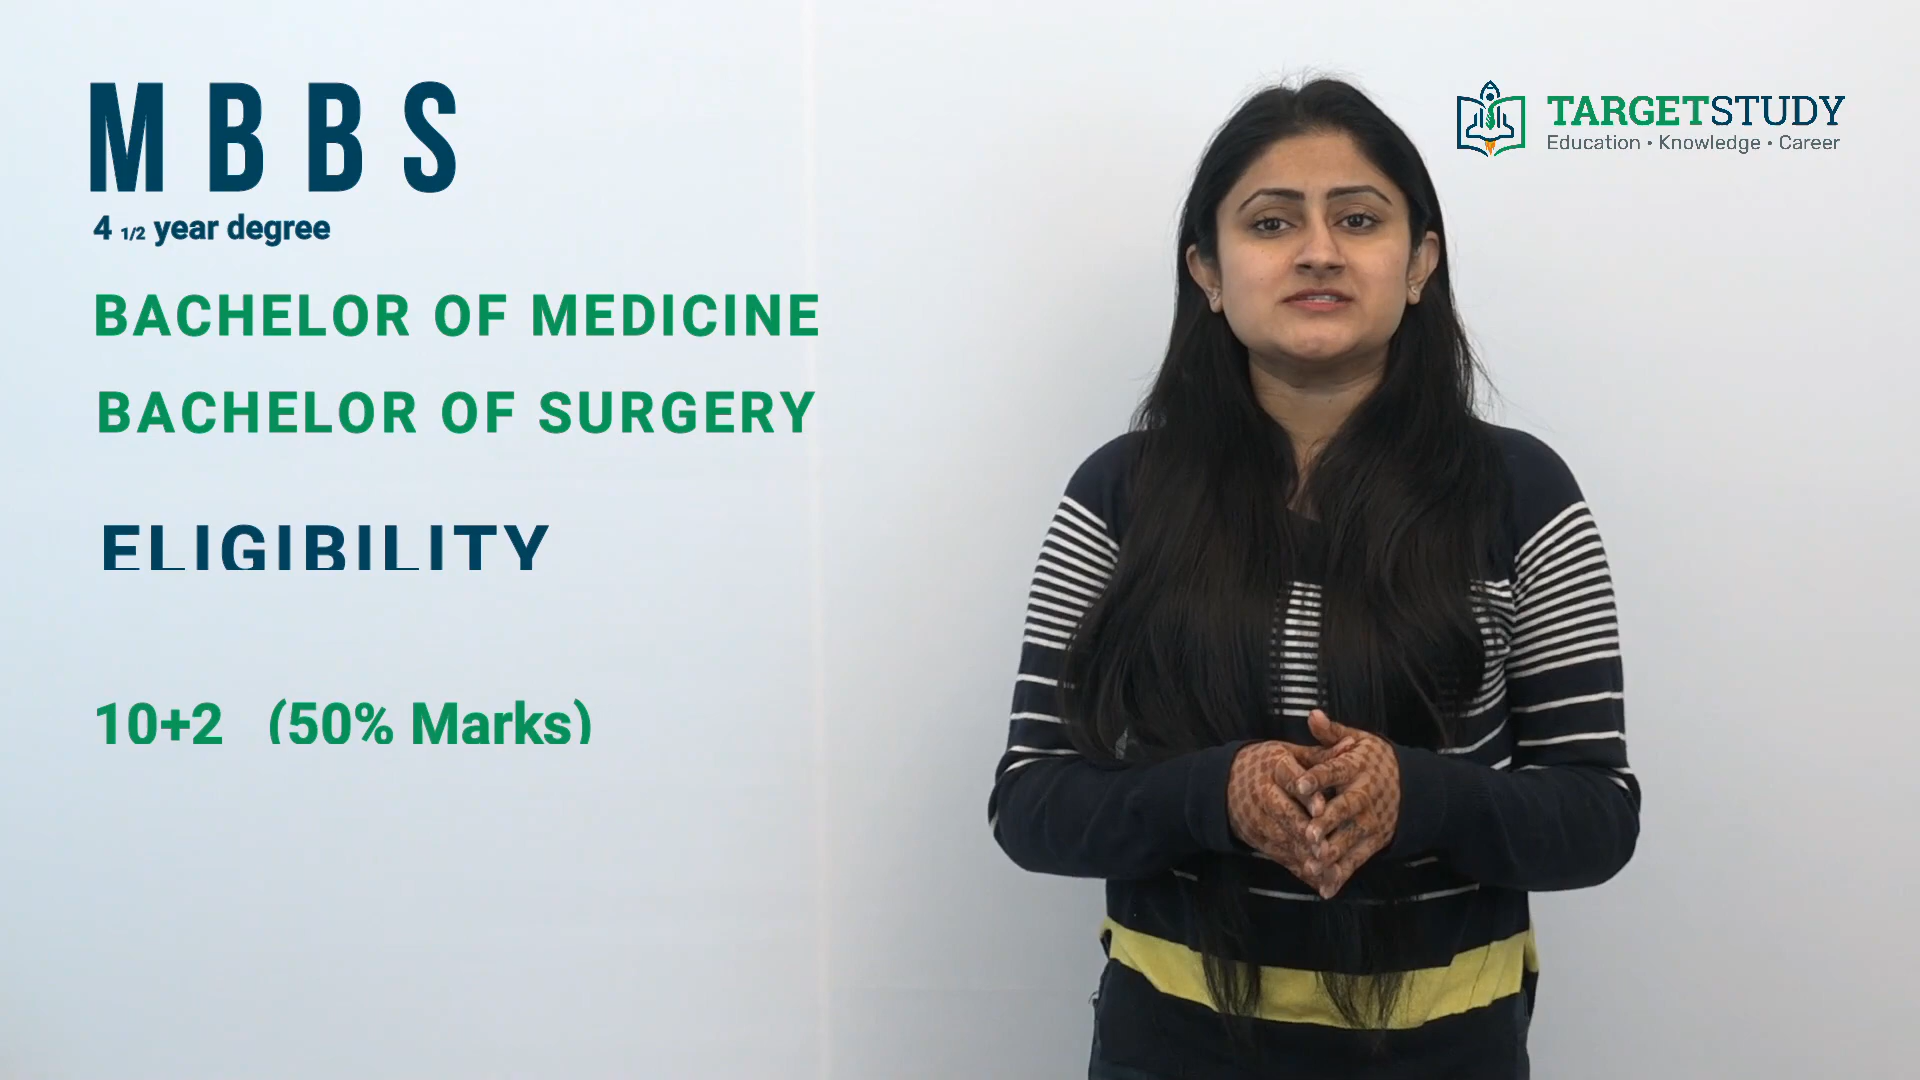 MBBS
4 1/2 year degree
BACHELOR OF MEDICINE
BACHELOR OF SURGERY
ELIGIBILITY
10+2 (50% Marks)
TARGETSTUDY
Education • Knowledge • Career